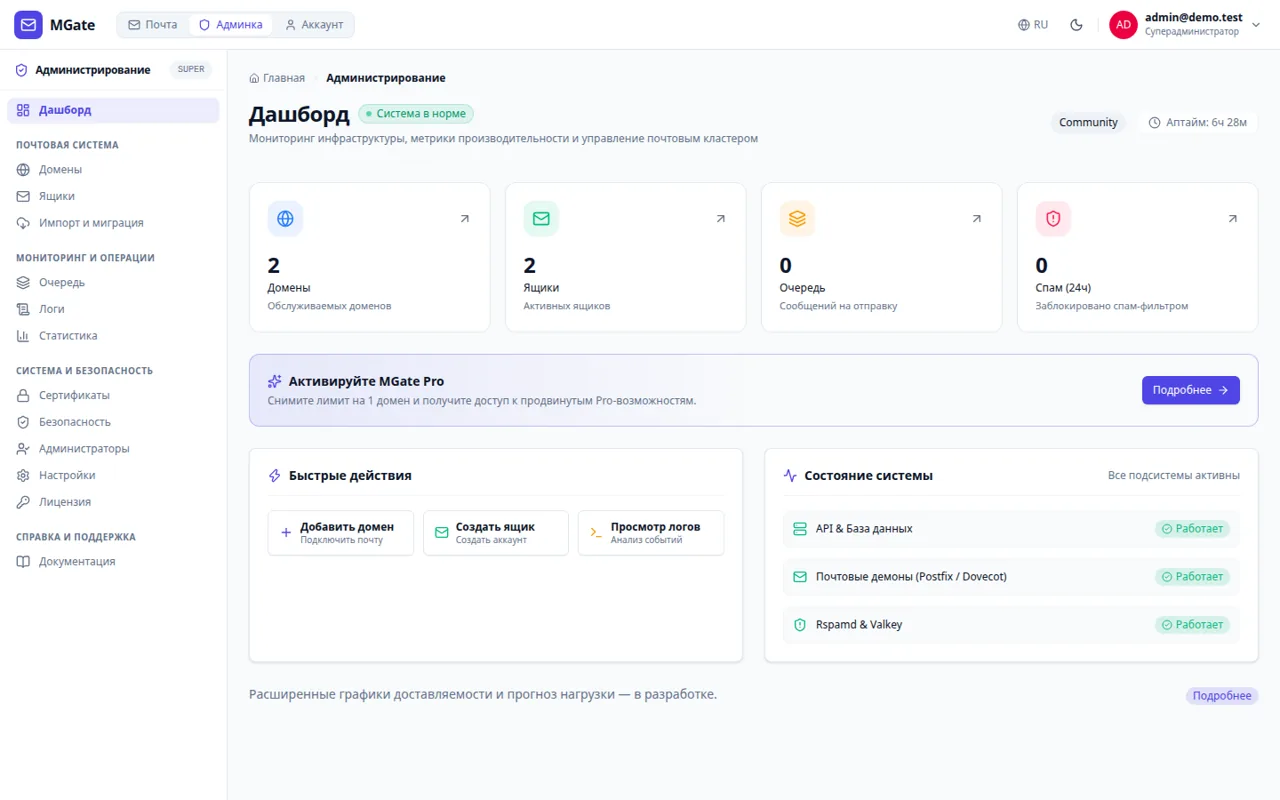 MGate
Почта
Админка
Аккаунт
RU
AD
admin@demo.test
Суперадминистратор
Администрирование
SUPER
Дашборд
ПОЧТОВАЯ СИСТЕМА
Домены
Ящики
Импорт и миграция
МОНИТОРИНГ И ОПЕРАЦИИ
Очередь
Логи
Статистика
СИСТЕМА И БЕЗОПАСНОСТЬ
Сертификаты
Безопасность
Администраторы
Настройки
Лицензия
СПРАВКА И ПОДДЕРЖКА
Документация
Главная
Администрирование
Дашборд
Система в норме
Мониторинг инфраструктуры, метрики производительности и управление почтовым кластером
Community
Аптайм: 6ч 28м
2
Домены
Обслуживаемых доменов
2
Ящики
Активных ящиков
0
Очередь
Сообщений на отправку
0
Спам (24ч)
Заблокировано спам-фильтром
Активируйте MGate Pro
Снимите лимит на 1 домен и получите доступ к продвинутым Pro-возможностям.
Подробнее →
Быстрые действия
Добавить домен
Подключить почту
Создать ящик
Создать аккаунт
Просмотр логов
Анализ событий
Состояние системы
Все подсистемы активны
API & База данных
Работает
Почтовые демоны (Postfix / Dovecot)
Работает
Rspamd & Valkey
Работает
Расширенные графики доставляемости и прогноз нагрузки — в разработке.
Подробнее